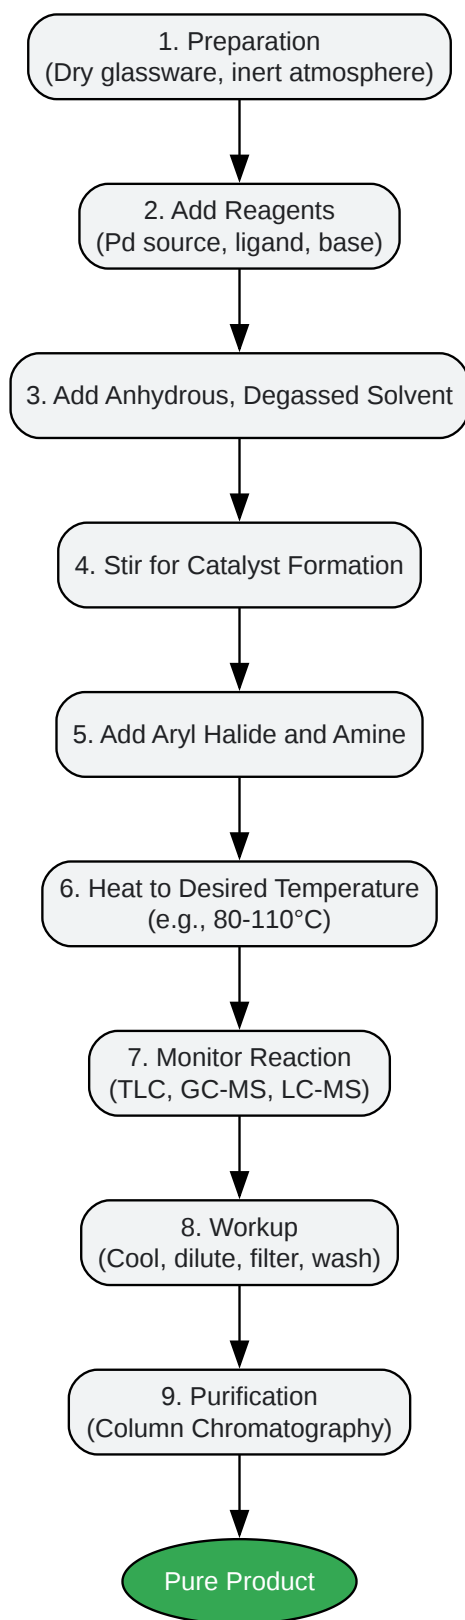 1. Preparation
(Dry glassware, inert atmosphere)
2. Add Reagents
(Pd source, ligand, base)
3. Add Anhydrous, Degassed Solvent
4. Stir for Catalyst Formation
5. Add Aryl Halide and Amine
6. Heat to Desired Temperature
(e.g., 80-110°C)
7. Monitor Reaction
(TLC, GC-MS, LC-MS)
8. Workup
(Cool, dilute, filter, wash)
9. Purification
(Column Chromatography)
Pure Product